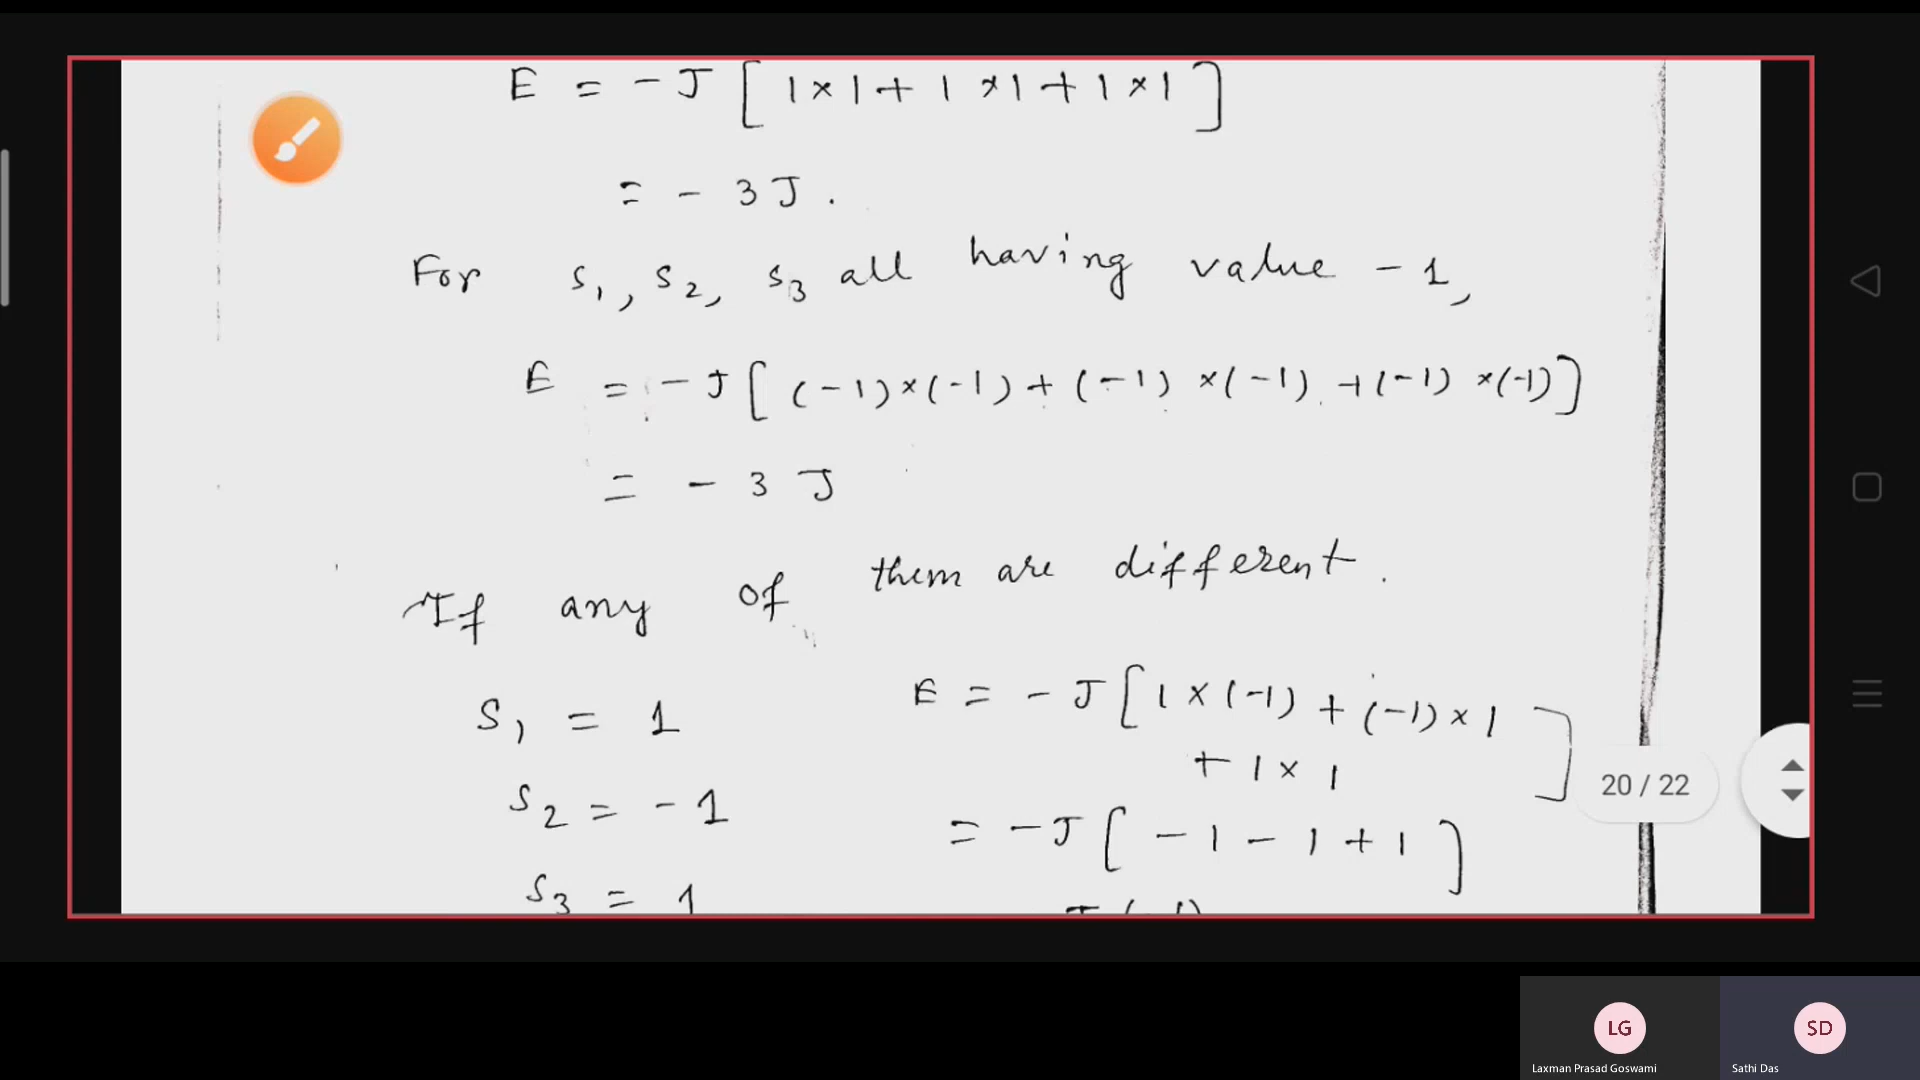 E = - J [ 1 × 1 + 1 × 1 + 1 × 1 ]
= - 3 J .
For s₁, s₂, s₃ all having value - 1,
E = - J [ (-1) × (-1) + (-1) × (-1) + (-1) × (-1) ]
= - 3 J
If any of them are different.
S₁ = 1
S₂ = - 1
S₃ = 1
E = - J [ 1 × (-1) + (-1) × 1
+ 1 × 1 ]
= - J [ - 1 - 1 + 1 ]
20 / 22
LG
Laxman Prasad Goswami
SD
Sathi Das